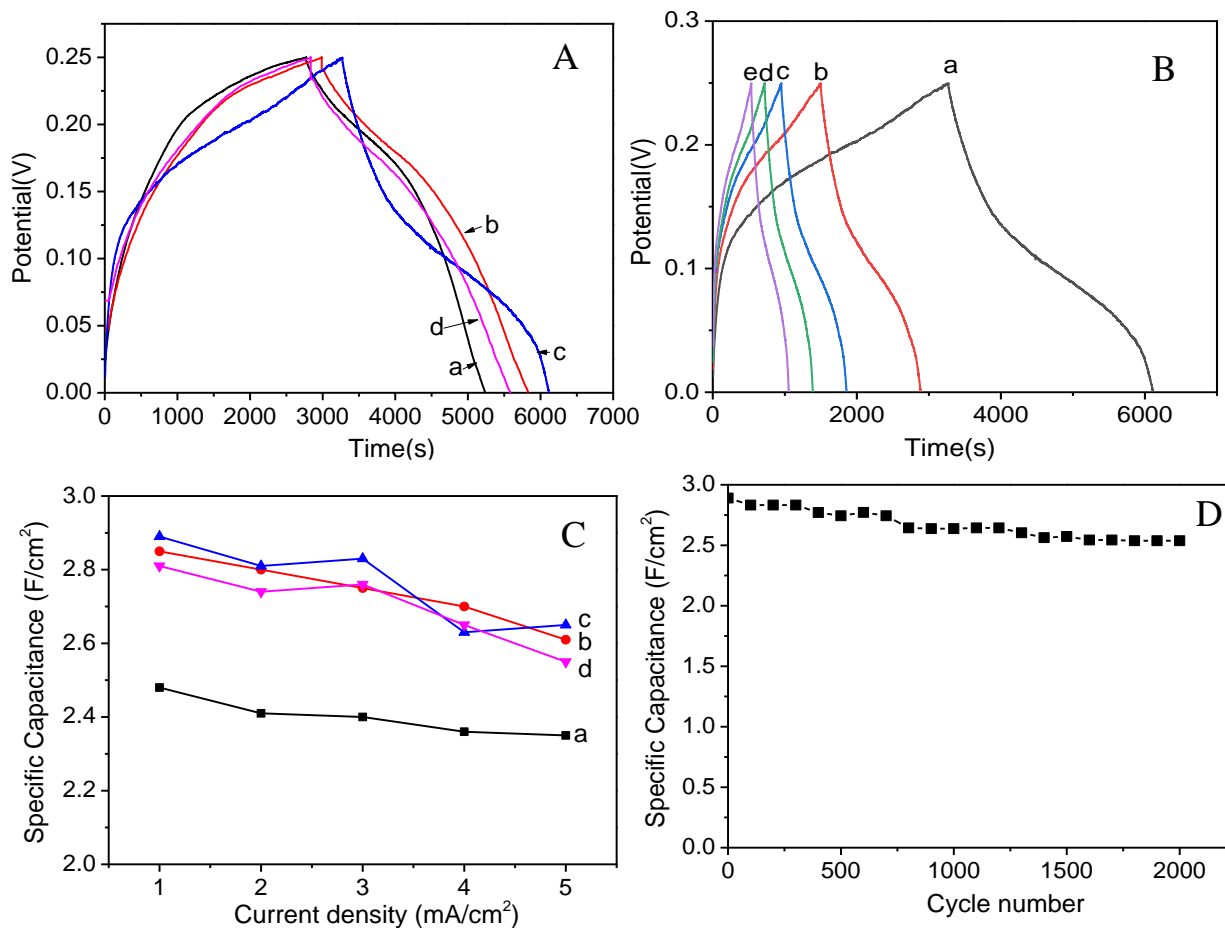 A
0.25
0.20
0.15
0.10
0.05
0.00
Potential(V)
b
d
a
c
0 1000 2000 3000 4000 5000 6000 7000
Time(s)
B
0.3
0.2
0.1
0.0
Potential(V)
e d c b a
0 2000 4000 6000
Time(s)
C
3.0
2.8
2.6
2.4
2.2
2.0
Specific Capacitance (F/cm²)
c
b
d
a
1 2 3 4 5
Current density (mA/cm²)
D
3.0
2.5
2.0
1.5
1.0
0.5
0.0
Specific Capacitance (F/cm²)
0 500 1000 1500 2000
Cycle number